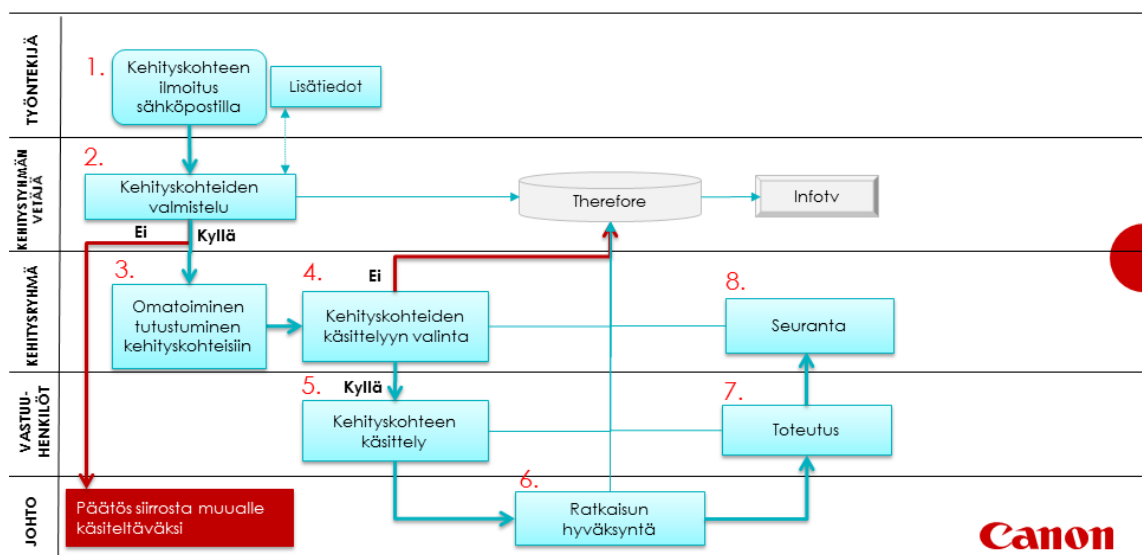 TYÖNTEKIJÄ
1.
Kehityskohteen
ilmoitus
sähköpostilla
Lisätiedot
KEHITYSTYHMÄN
VETÄJÄ
2.
Kehityskohteiden
valmistelu
Therefore
Infotv
Ei
Kyllä
KEHITYSRYHMÄ
3.
Omatoiminen
tutustuminen
kehityskohteisiin
4.
Ei
Kehityskohteiden
käsittelyyn valinta
8.
Seuranta
VASTUU-
HENKILÖT
5.
Kyllä
Kehityskohteen
käsittely
7.
Toteutus
JOHTO
Päätös siirrosta muualle
käsiteltäväksi
6.
Ratkaisun
hyväksyntä
Canon